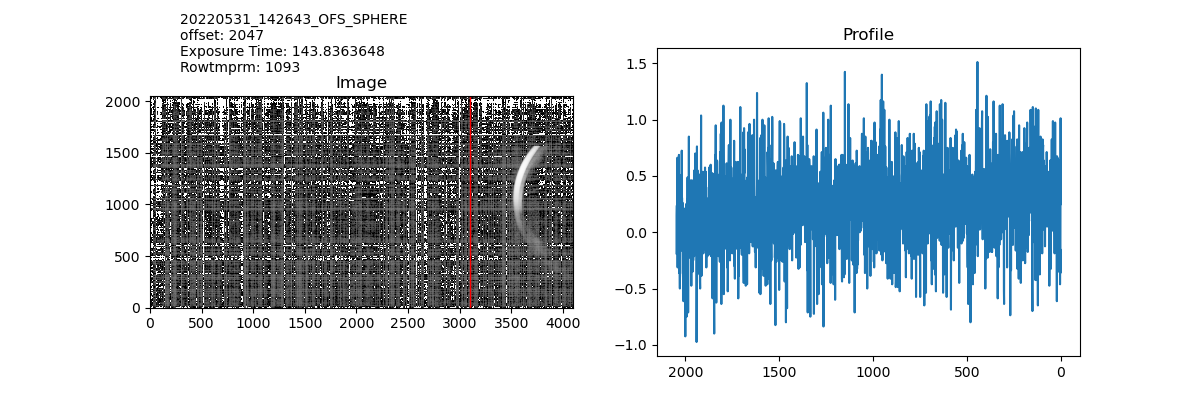 20220531_142643_OFS_SPHERE
offset: 2047
Exposure Time: 143.8363648
Rowtmprm: 1093
Image
2000
1500
1000
500
0
0 500 1000 1500 2000 2500 3000 3500 4000
Profile
1.5
1.0
0.5
0.0
−0.5
−1.0
2000 1500 1000 500 0